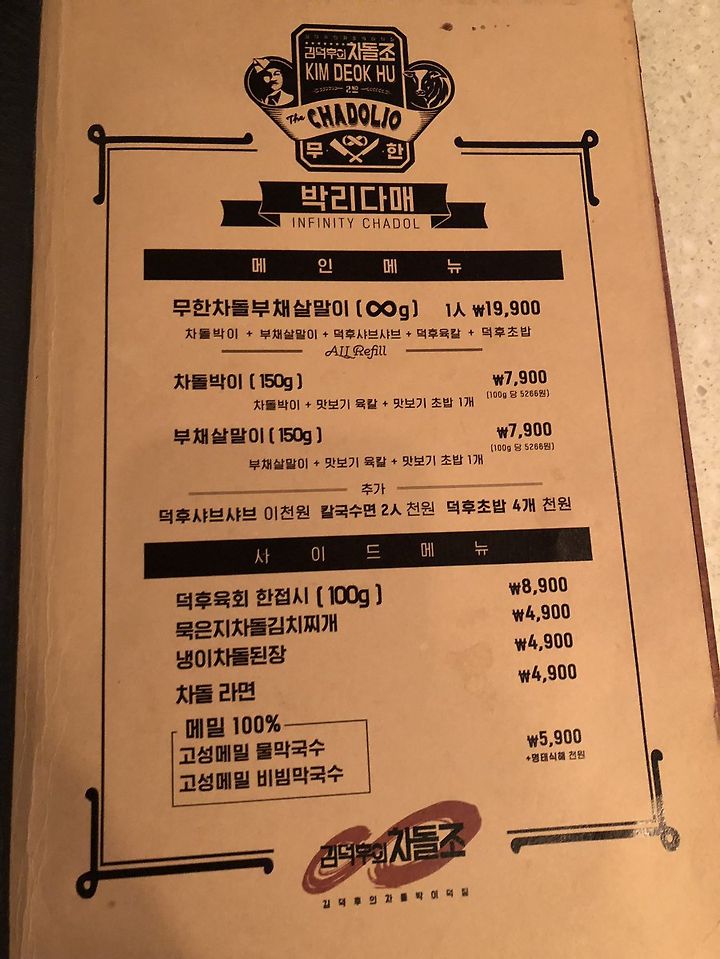 김덕후의 차돌조
KIM DEOK HU
The CHADOLJO
무 한
박리다매
INFINITY CHADOL
메 인 메 뉴
무한차돌부채살말이 (∞g) 1人 ₩19,900
차돌박이 + 부채살말이 + 덕후샤브샤브 + 덕후육칼 + 덕후초밥
All Refill
차돌박이 (150g) ₩7,900
(100g 당 5266원)
차돌박이 + 맛보기 육칼 + 맛보기 초밥 1개
부채살말이 (150g) ₩7,900
(100g 당 5266원)
부채살말이 + 맛보기 육칼 + 맛보기 초밥 1개
추가
덕후샤브샤브 이천원 칼국수면 2人 천원 덕후초밥 4개 천원
사 이 드 메 뉴
덕후육회 한접시 (100g) ₩8,900
묵은지차돌김치찌개 ₩4,900
냉이차돌된장 ₩4,900
차돌 라면 ₩4,900
메밀 100%
고성메밀 물막국수 ₩5,900
+명태식해 천원
고성메밀 비빔막국수
김덕후의 차돌조